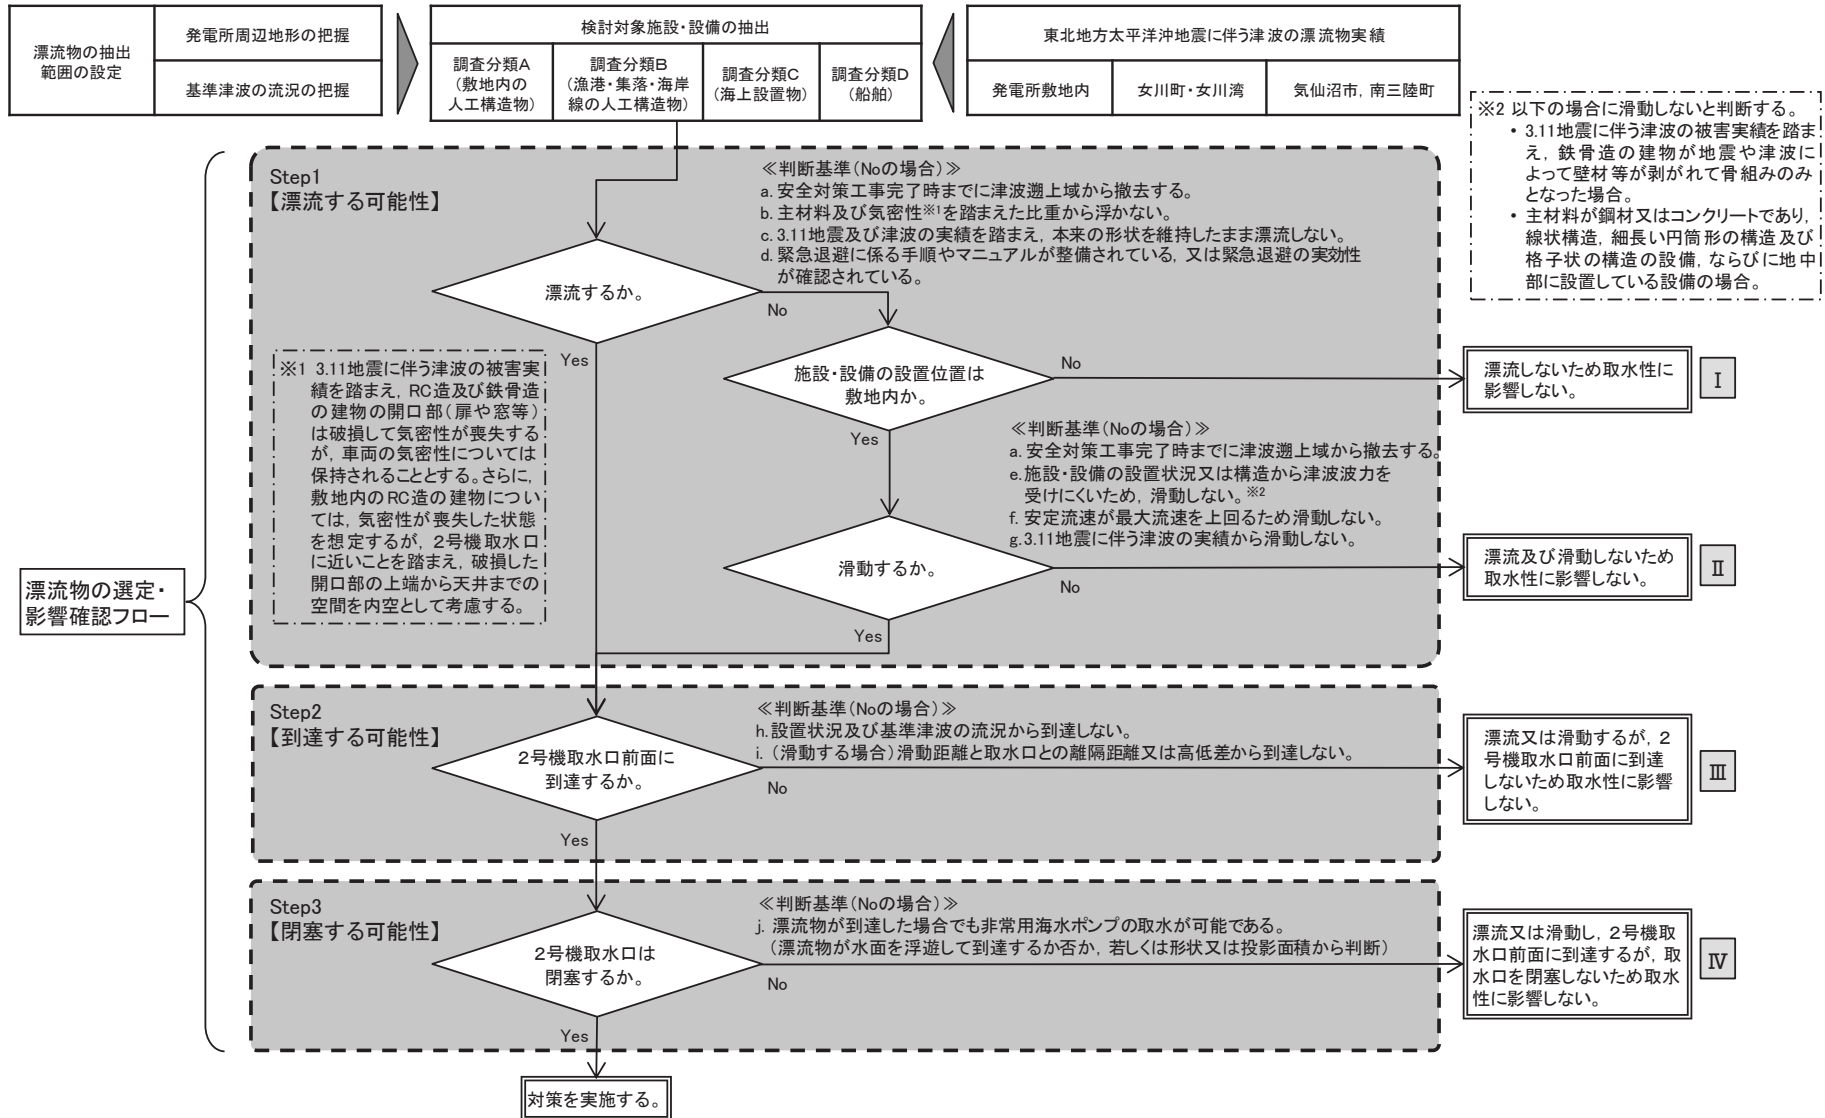 漂流物の抽出
範囲の設定
発電所周辺地形の把握
基準津波の流況の把握
検討対象施設・設備の抽出
調査分類A
(敷地内の
人工構造物)
調査分類B
(漁港・集落・海岸
線の人工構造物)
調査分類C
(海上設置物)
調査分類D
(船舶)
東北地方太平洋沖地震に伴う津波の漂流物実績
発電所敷地内
女川町・女川湾
気仙沼市,南三陸町
※2 以下の場合に滑動しないと判断する。
• 3.11地震に伴う津波の被害実績を踏ま
え,鉄骨造の建物が地震や津波に
よって壁材等が剥がれて骨組みのみ
となった場合。
• 主材料が鋼材又はコンクリートであり,
線状構造,細長い円筒形の構造及び
格子状の構造の設備,ならびに地中
部に設置している設備の場合。
漂流物の選定・
影響確認フロー
Step1
【漂流する可能性】
≪判断基準(Noの場合)≫
a. 安全対策工事完了時までに津波遡上域から撤去する。
b. 主材料及び気密性※1を踏まえた比重から浮かない。
c. 3.11地震及び津波の実績を踏まえ,本来の形状を維持したまま漂流しない。
d. 緊急退避に係る手順やマニュアルが整備されている,又は緊急退避の実効性
が確認されている。
漂流するか。
No
Yes
※1 3.11地震に伴う津波の被害実
績を踏まえ,RC造及び鉄骨造
の建物の開口部(扉や窓等)
は破損して気密性が喪失する
が,車両の気密性については
保持されることとする。さらに,
敷地内のRC造の建物につい
ては,気密性が喪失した状態
を想定するが,2号機取水口
に近いことを踏まえ,破損した
開口部の上端から天井までの
空間を内空として考慮する。
施設・設備の設置位置は
敷地内か。
No
Yes
漂流しないため取水性に
影響しない。
Ⅰ
≪判断基準(Noの場合)≫
a. 安全対策工事完了時までに津波遡上域から撤去する。
e. 施設・設備の設置状況又は構造から津波波力を
受けにくいため,滑動しない。※2
f. 安定流速が最大流速を上回るため滑動しない。
g. 3.11地震に伴う津波の実績から滑動しない。
滑動するか。
No
Yes
漂流及び滑動しないため
取水性に影響しない。
Ⅱ
Step2
【到達する可能性】
≪判断基準(Noの場合)≫
h. 設置状況及び基準津波の流況から到達しない。
i. (滑動する場合)滑動距離と取水口との離隔距離又は高低差から到達しない。
2号機取水口前面に
到達するか。
No
Yes
漂流又は滑動するが,2
号機取水口前面に到達
しないため取水性に影響
しない。
Ⅲ
Step3
【閉塞する可能性】
≪判断基準(Noの場合)≫
j. 漂流物が到達した場合でも非常用海水ポンプの取水が可能である。
(漂流物が水面を浮遊して到達するか否か,若しくは形状又は投影面積から判断)
2号機取水口は
閉塞するか。
No
Yes
漂流又は滑動し,2号機取
水口前面に到達するが,取
水口を閉塞しないため取水
性に影響しない。
Ⅳ
対策を実施する。